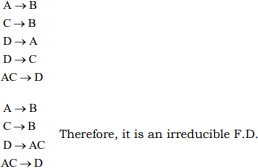 A → B
C → B
D → A
D → C
AC → D
A → B
C → B
D → AC
AC → D
Therefore, it is an irreducible F.D.